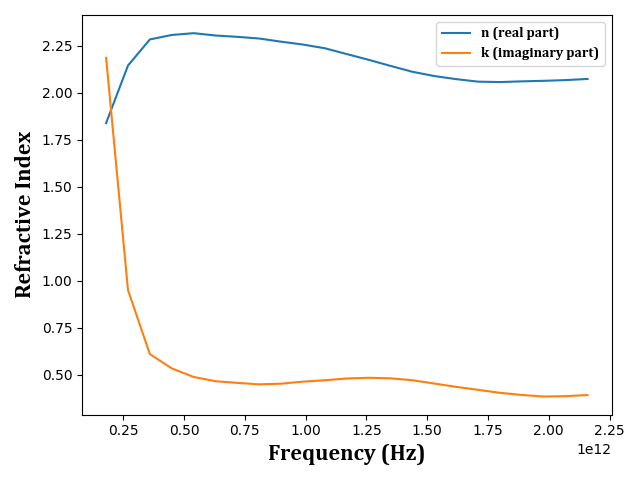 n (real part)
k (imaginary part)
Refractive Index
2.25
2.00
1.75
1.50
1.25
1.00
0.75
0.50
0.25 0.50 0.75 1.00 1.25 1.50 1.75 2.00 2.25
1e12
Frequency (Hz)